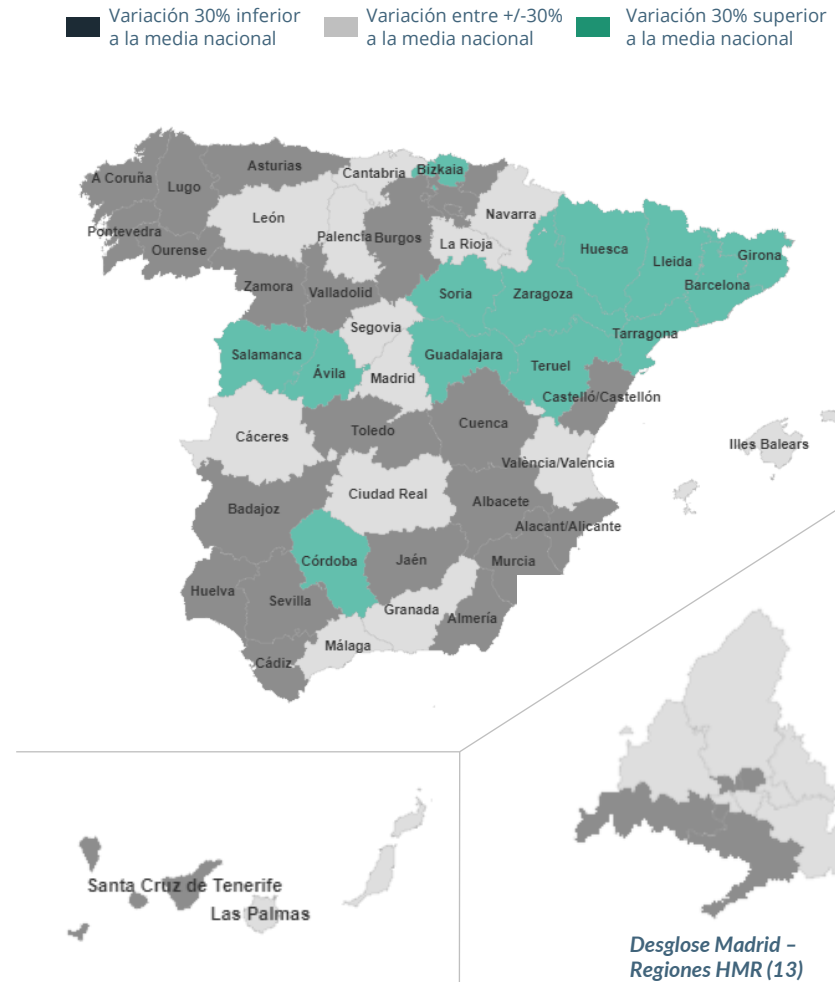 Variación 30% inferior
a la media nacional
Variación entre +/-30%
a la media nacional
Variación 30% superior
a la media nacional
A Coruña
Lugo
Asturias
Cantabria
Bizkaia
Pontevedra
Ourense
León
Palencia
Burgos
La Rioja
Navarra
Huesca
Lleida
Girona
Barcelona
Zamora
Valladolid
Soria
Zaragoza
Tarragona
Segovia
Salamanca
Ávila
Madrid
Guadalajara
Teruel
Castelló/Castellón
Cáceres
Toledo
Cuenca
València/Valencia
Illes Balears
Ciudad Real
Badajoz
Albacete
Alacant/Alicante
Córdoba
Jaén
Murcia
Huelva
Sevilla
Granada
Almería
Málaga
Cádiz
Santa Cruz de Tenerife
Las Palmas
Desglose Madrid –
Regiones HMR (13)